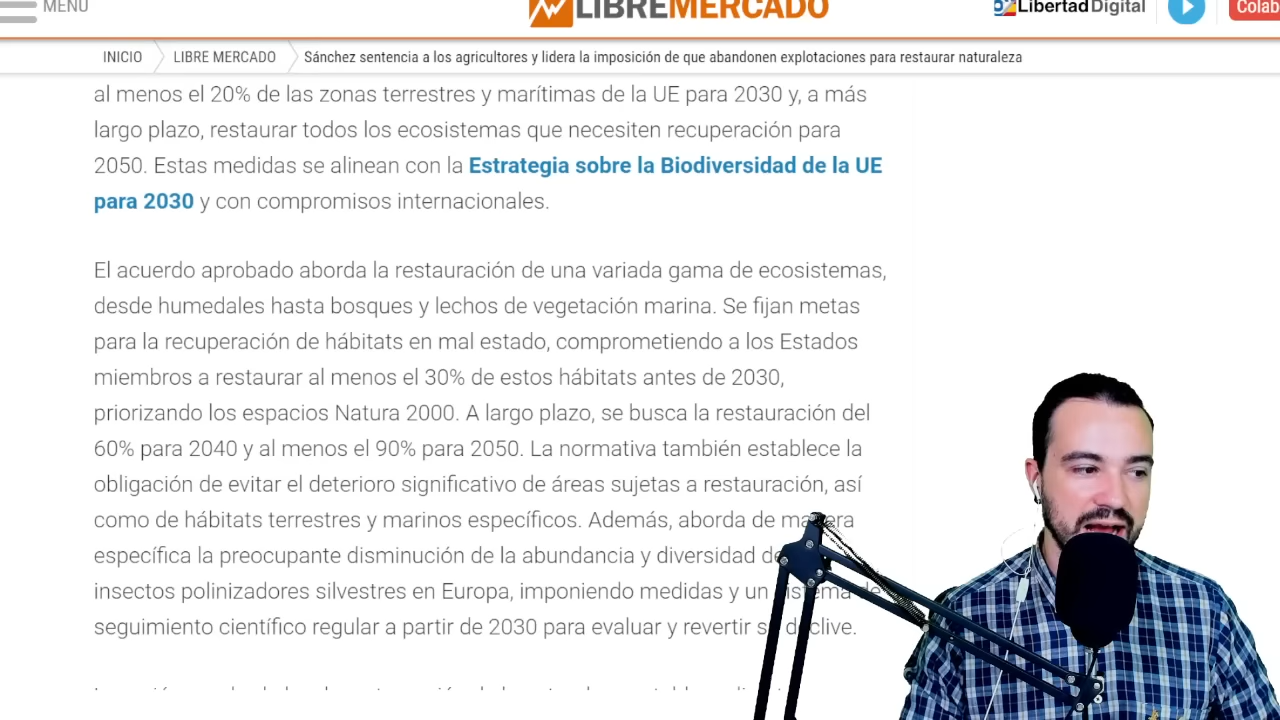 MENÚ
LIBREMERCADO
Libertad Digital
Colab
INICIO
LIBRE MERCADO
Sánchez sentencia a los agricultores y lidera la imposición de que abandonen explotaciones para restaurar naturaleza
al menos el 20% de las zonas terrestres y marítimas de la UE para 2030 y, a más
largo plazo, restaurar todos los ecosistemas que necesiten recuperación para
2050. Estas medidas se alinean con la Estrategia sobre la Biodiversidad de la UE
para 2030 y con compromisos internacionales.
El acuerdo aprobado aborda la restauración de una variada gama de ecosistemas,
desde humedales hasta bosques y lechos de vegetación marina. Se fijan metas
para la recuperación de hábitats en mal estado, comprometiendo a los Estados
miembros a restaurar al menos el 30% de estos hábitats antes de 2030,
priorizando los espacios Natura 2000. A largo plazo, se busca la restauración del
60% para 2040 y al menos el 90% para 2050. La normativa también establece la
obligación de evitar el deterioro significativo de áreas sujetas a restauración, así
como de hábitats terrestres y marinos específicos. Además, aborda de manera
específica la preocupante disminución de la abundancia y diversidad de
insectos polinizadores silvestres en Europa, imponiendo medidas y un sistema de
seguimiento científico regular a partir de 2030 para evaluar y revertir su declive.